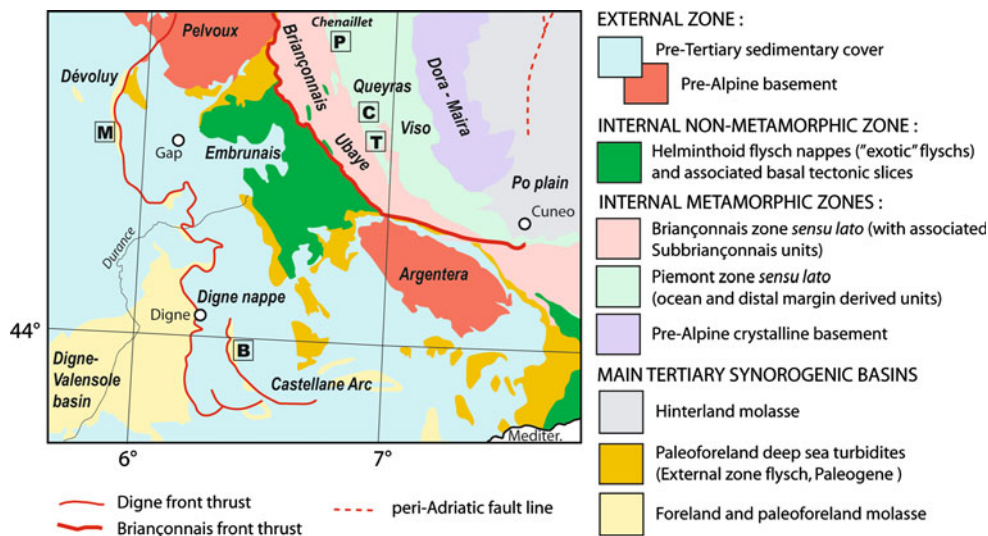 Pelvoux
Chenaillet
P
Dévoluy
Briançonnais
Queyras
Dora - Maira
M
C
Gap
Viso
T
Embrunais
Ubaye
Po plain
Cuneo
Durance
Argentera
Digne nappe
Digne
44°
B
Digne-
Valensole
basin
Castellane Arc
Mediter.
6°
7°
Digne front thrust
Briançonnais front thrust
peri-Adriatic fault line
EXTERNAL ZONE :
Pre-Tertiary sedimentary cover
Pre-Alpine basement
INTERNAL NON-METAMORPHIC ZONE :
Helminthoid flysch nappes ("exotic" flyschs)
and associated basal tectonic slices
INTERNAL METAMORPHIC ZONES :
Briançonnais zone sensu lato (with associated
Subbriançonnais units)
Piemont zone sensu lato
(ocean and distal margin derived units)
Pre-Alpine crystalline basement
MAIN TERTIARY SYNOROGENIC BASINS
Hinterland molasse
Paleoforeland deep sea turbidites
(External zone flysch, Paleogene )
Foreland and paleoforeland molasse